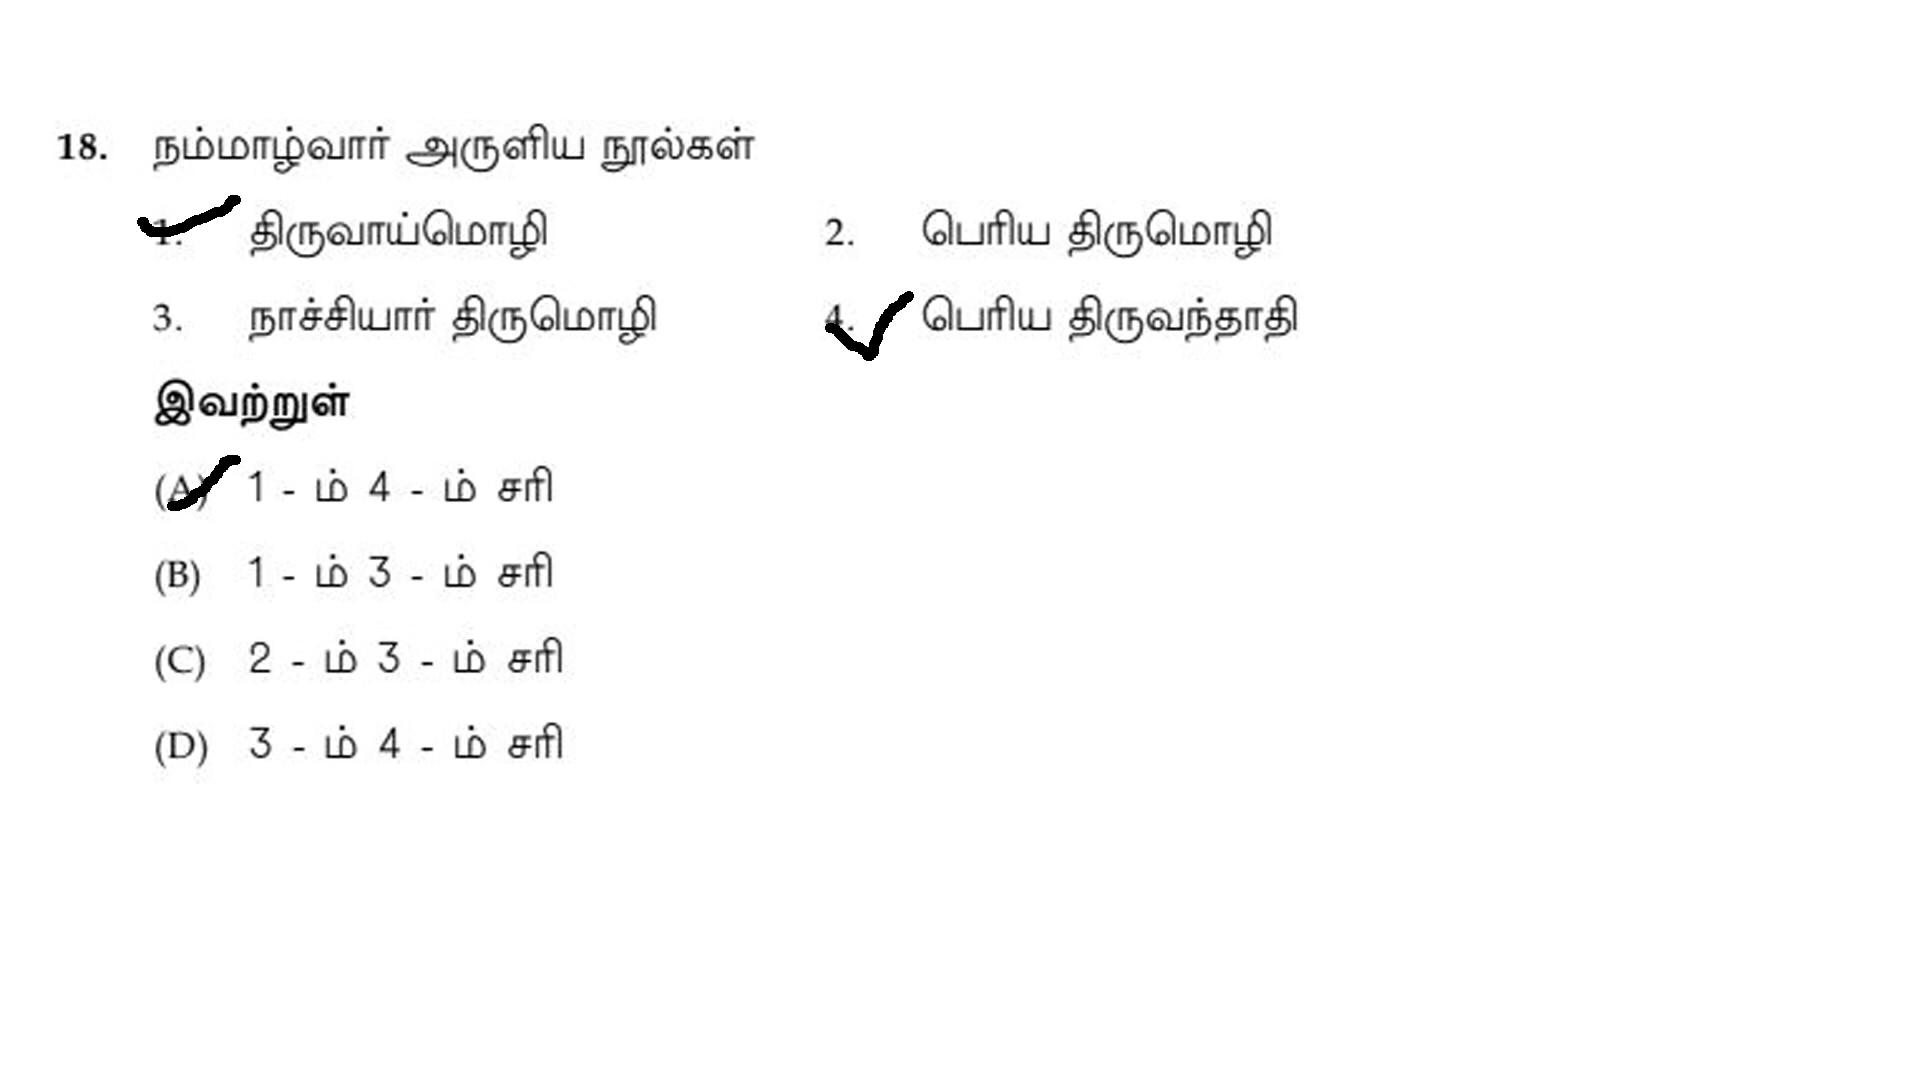 18. நம்மாழ்வார் அருளிய நூல்கள்
1. திருவாய்மொழி 2. பெரிய திருமொழி
3. நாச்சியார் திருமொழி 4. பெரிய திருவந்தாதி
இவற்றுள்
(A) 1 - ம் 4 - ம் சரி
(B) 1 - ம் 3 - ம் சரி
(C) 2 - ம் 3 - ம் சரி
(D) 3 - ம் 4 - ம் சரி